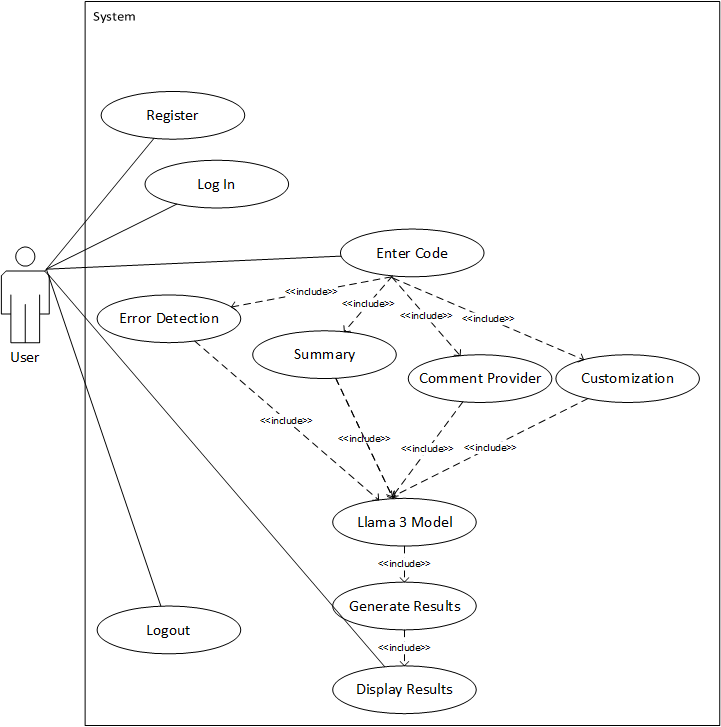 System
Register
Log In
Enter Code
<<include>>
<<include>>
<<include>>
<<include>>
Error Detection
Summary
Comment Provider
Customization
User
<<include>>
<<include>>
<<include>>
<<include>>
Llama 3 Model
<<include>>
Generate Results
Logout
<<include>>
Display Results